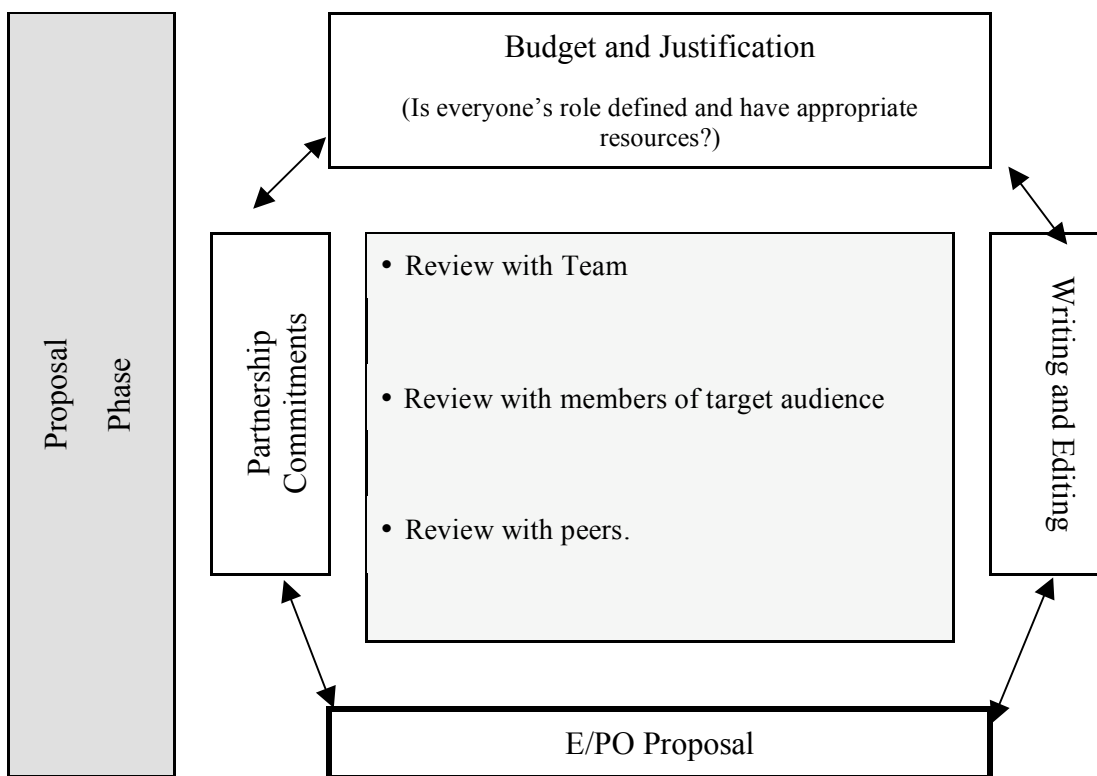 Proposal
Phase
Budget and Justification
(Is everyone’s role defined and have appropriate
resources?)
Partnership
Commitments
• Review with Team
• Review with members of target audience
• Review with peers.
Writing and Editing
E/PO Proposal